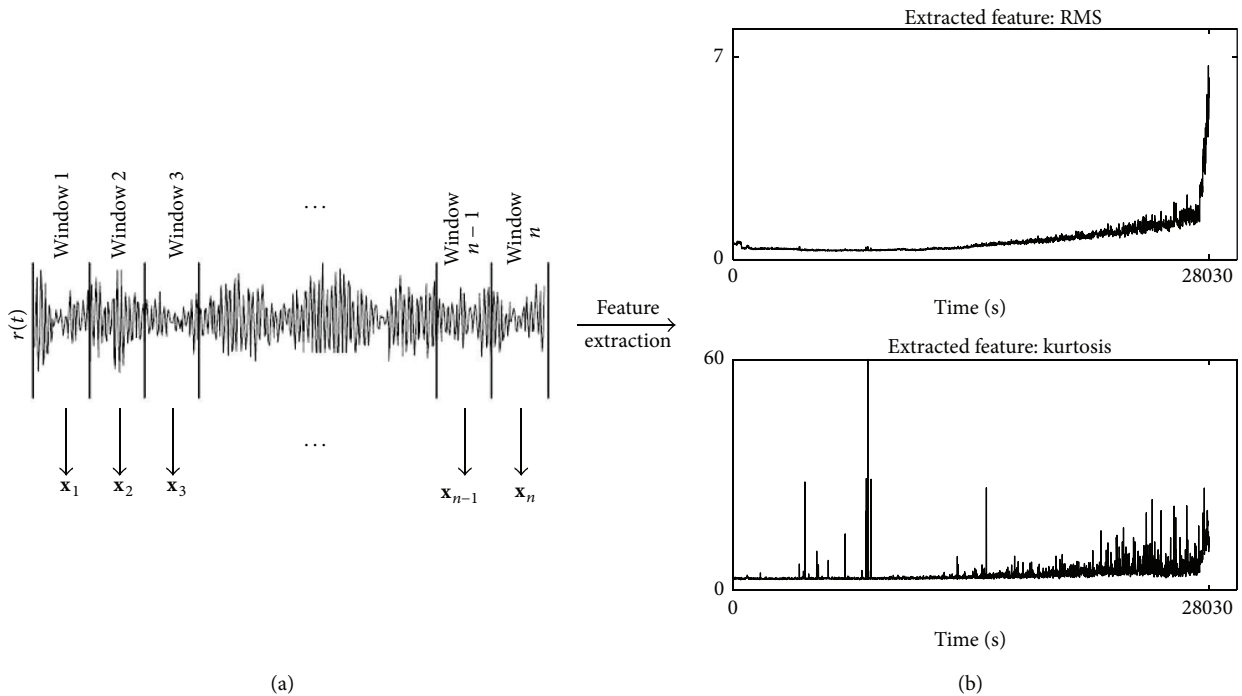 r(t)
Window 1
Window 2
Window 3
...
Window
n − 1
Window
n
...
x1
x2
x3
xn−1
xn
(a)
Feature
extraction
Extracted feature: RMS
7
0
0
28030
Time (s)
Extracted feature: kurtosis
60
0
0
28030
Time (s)
(b)